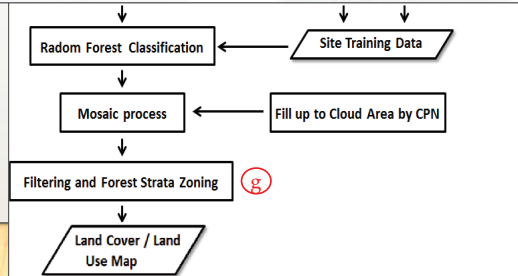 Radom Forest Classification
Site Training Data
Mosaic process
Fill up to Cloud Area by CPN
Filtering and Forest Strata Zoning
g
Land Cover / Land
Use Map